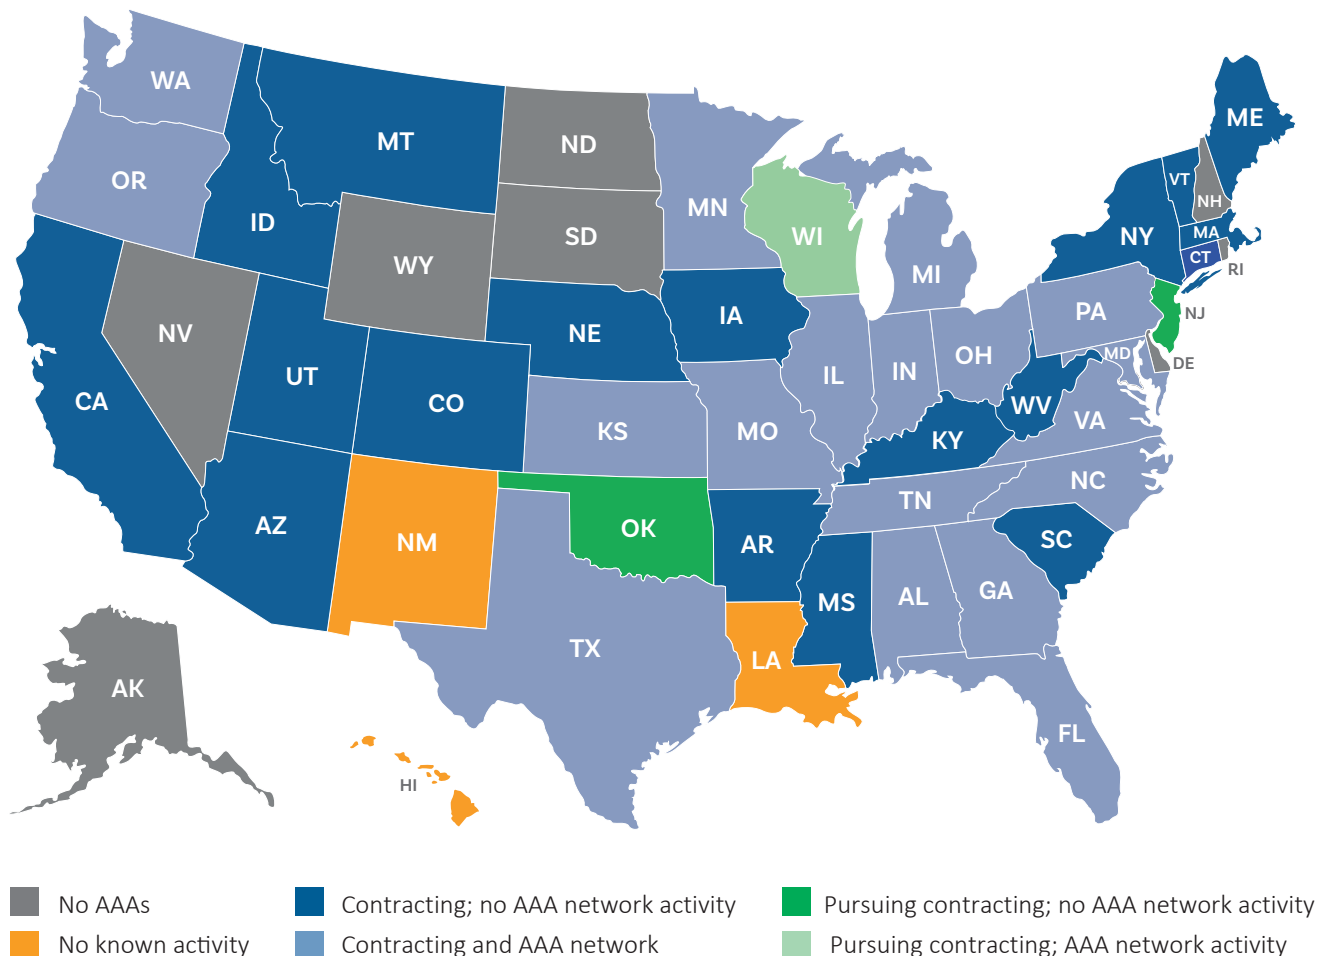 WA
MT
ND
MN
ME
OR
ID
SD
WI
MI
NY
VT
NH
MA
CT
RI
WY
NV
NE
IA
PA
NJ
UT
CO
IL
IN
OH
MD
DE
CA
KS
MO
KY
WV
VA
AZ
NM
OK
AR
TN
NC
SC
MS
AL
GA
TX
LA
AK
FL
HI
No AAAs
Contracting; no AAA network activity
Pursuing contracting; no AAA network activity
No known activity
Contracting and AAA network
Pursuing contracting; AAA network activity